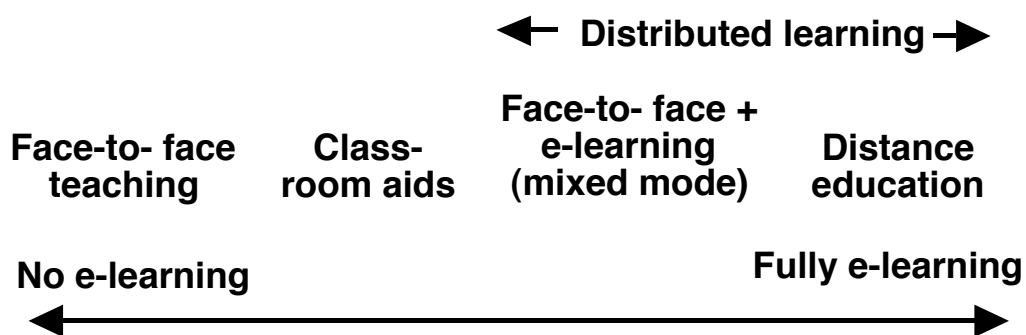 Distributed learning
Face-to- face
teaching
Class-
room aids
Face-to- face +
e-learning
(mixed mode)
Distance
education
No e-learning
Fully e-learning